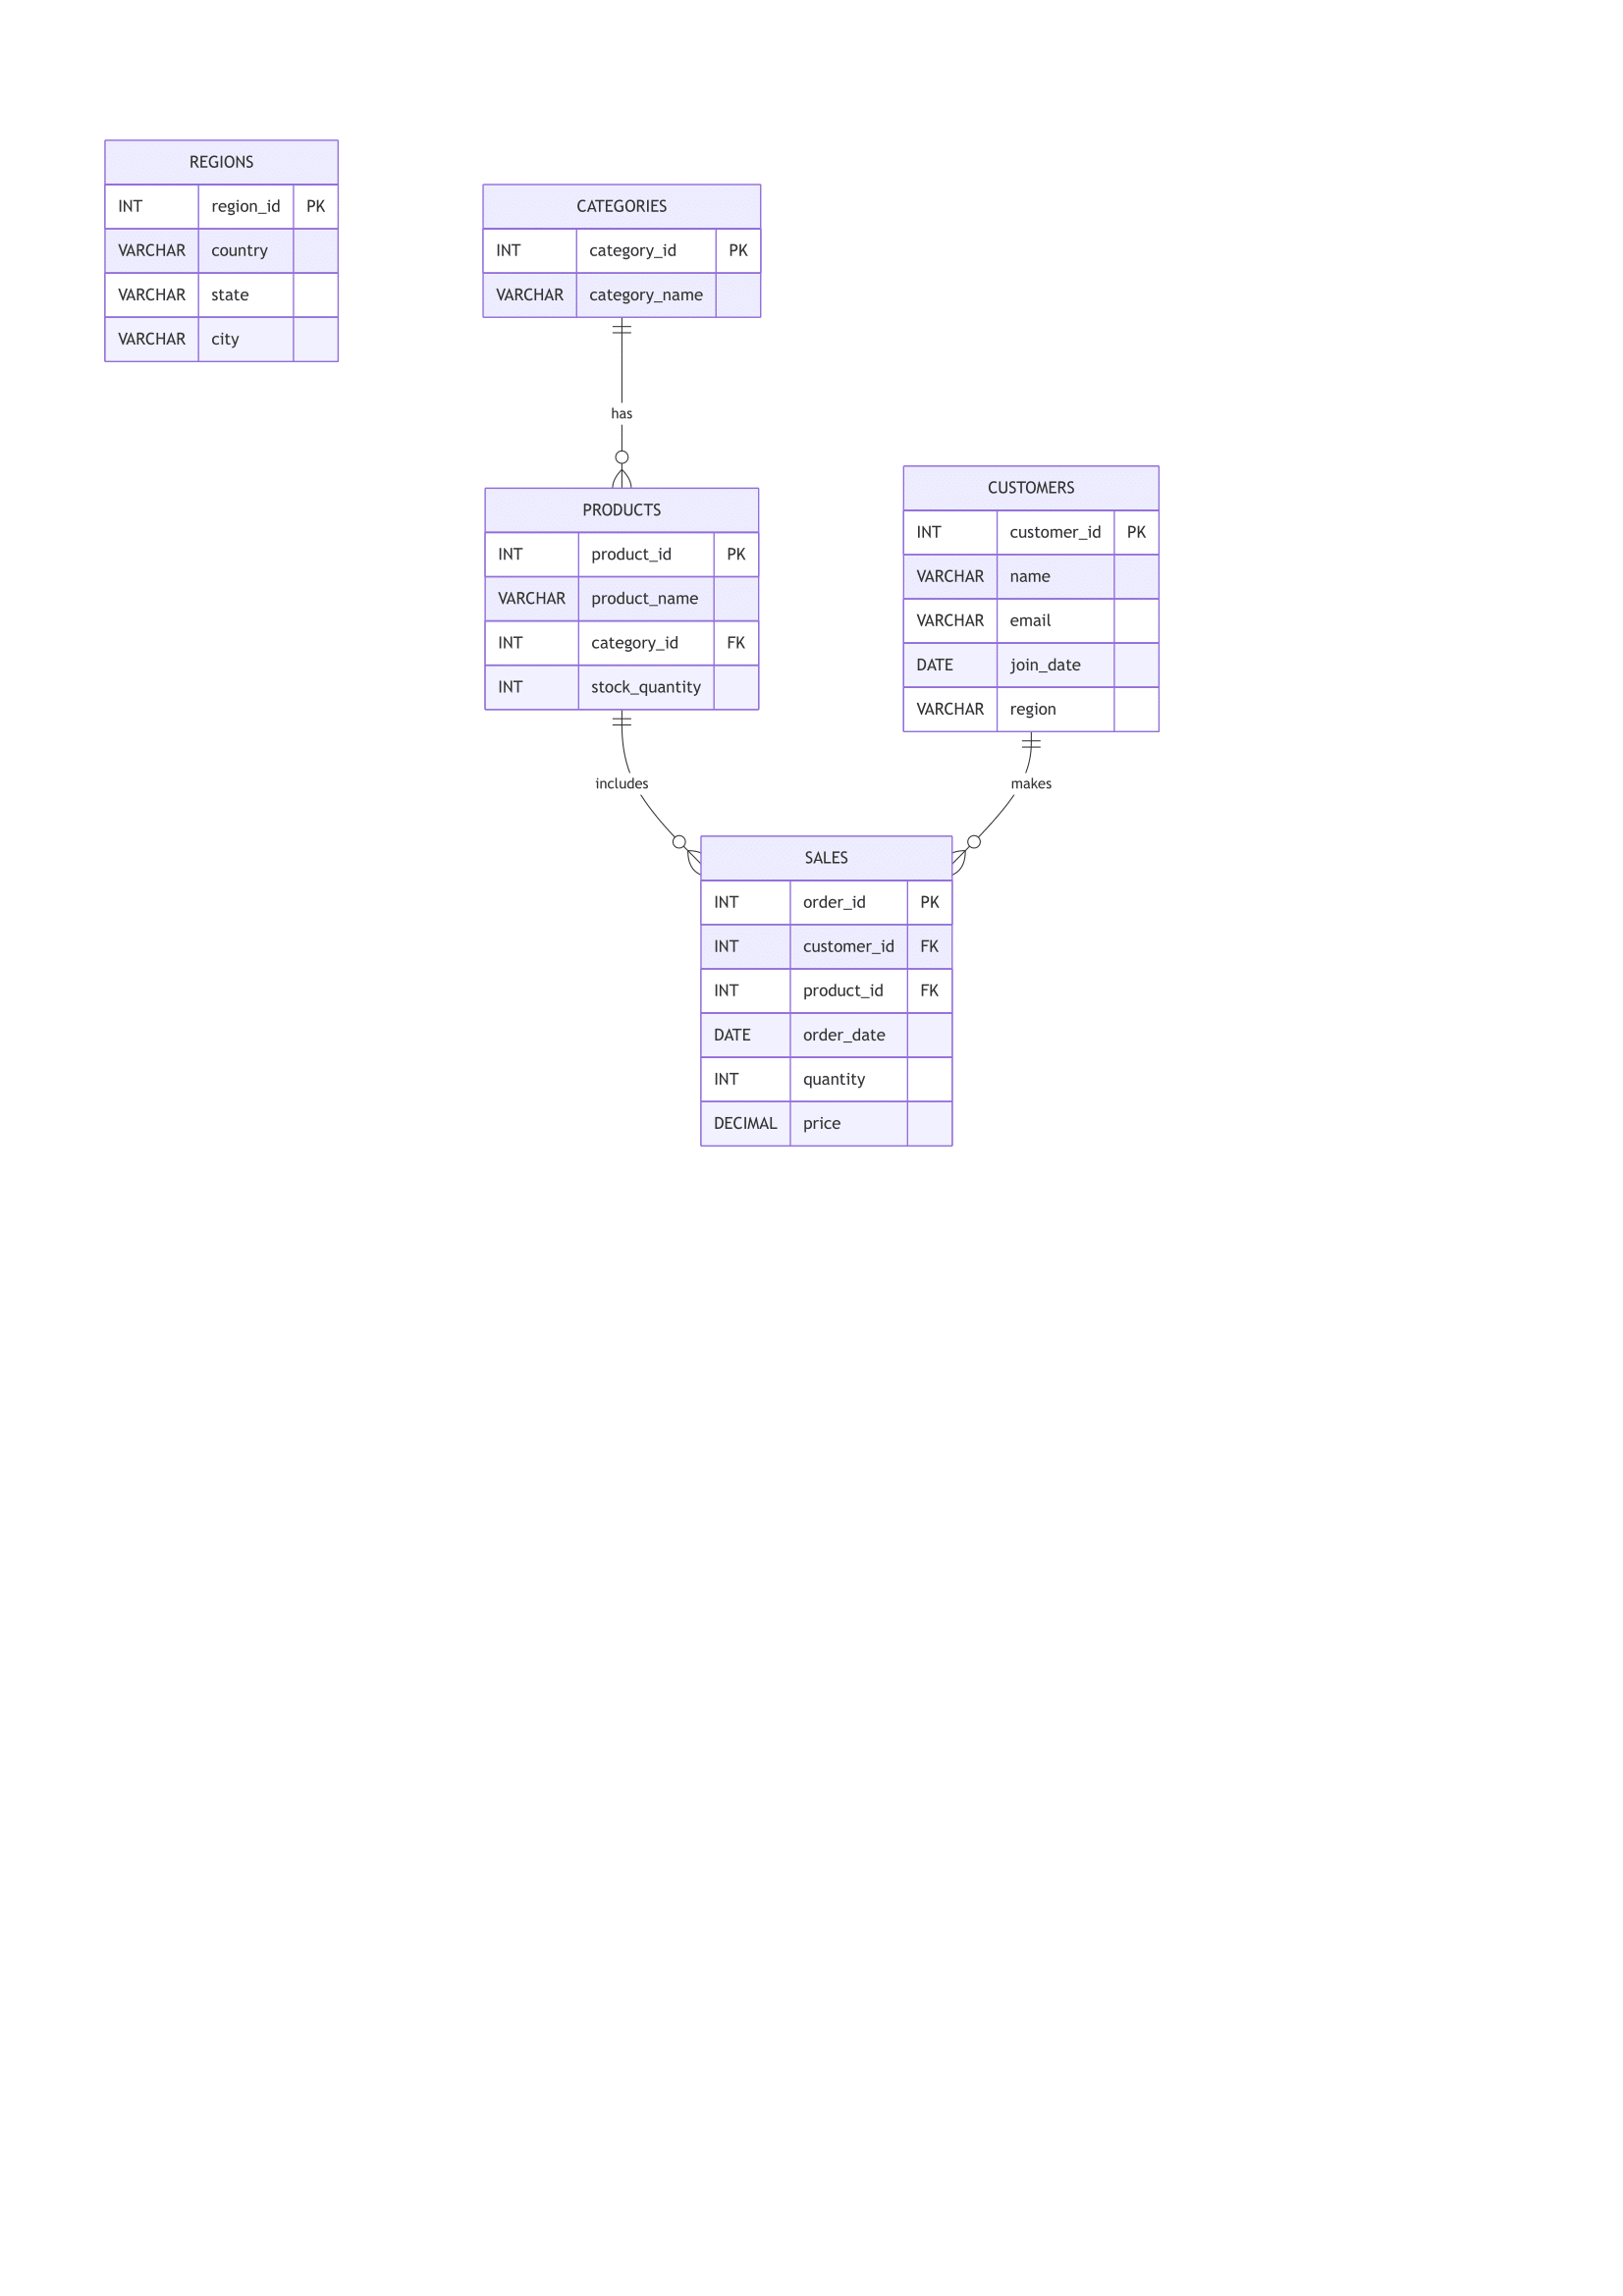 REGIONS
INT region_id PK
VARCHAR country
VARCHAR state
VARCHAR city
CATEGORIES
INT category_id PK
VARCHAR category_name
has
PRODUCTS
INT product_id PK
VARCHAR product_name
INT category_id FK
INT stock_quantity
CUSTOMERS
INT customer_id PK
VARCHAR name
VARCHAR email
DATE join_date
VARCHAR region
includes
makes
SALES
INT order_id PK
INT customer_id FK
INT product_id FK
DATE order_date
INT quantity
DECIMAL price